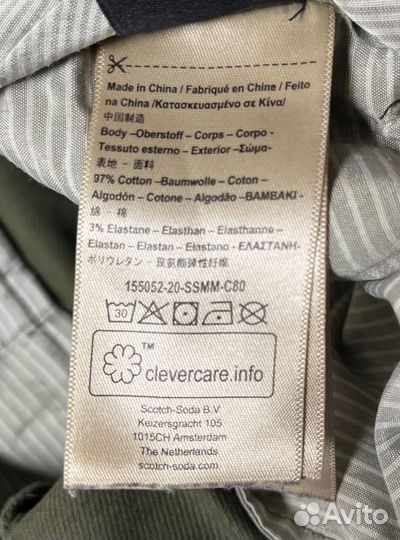 Made in China / Fabriqué en Chine / Feito
na China /Κατασκευασμένο σε Κίνα/
中国制造
Body –Oberstoff – Corps – Corpo -
Tessuto esterno – Exterior –Σώμα-
表地 - 面料
97% Cotton –Baumwolle – Coton –
Algodón – Cotone - Algodão –BAMBAKI –
綿 - 棉
3% Elastane – Elasthan – Elasthanne –
Elastan – Elastan – Elastano - ΕΛΑΣΤΑΝΗ-
ポリウレタン - 聚氨酯弹性纤维
155052-20-SSMM-C80
30
TM
clevercare.info
Scotch-Soda B.V
Keizersgracht 105
1015CH Amsterdam
The Netherlands
scotch-soda.com
Avito